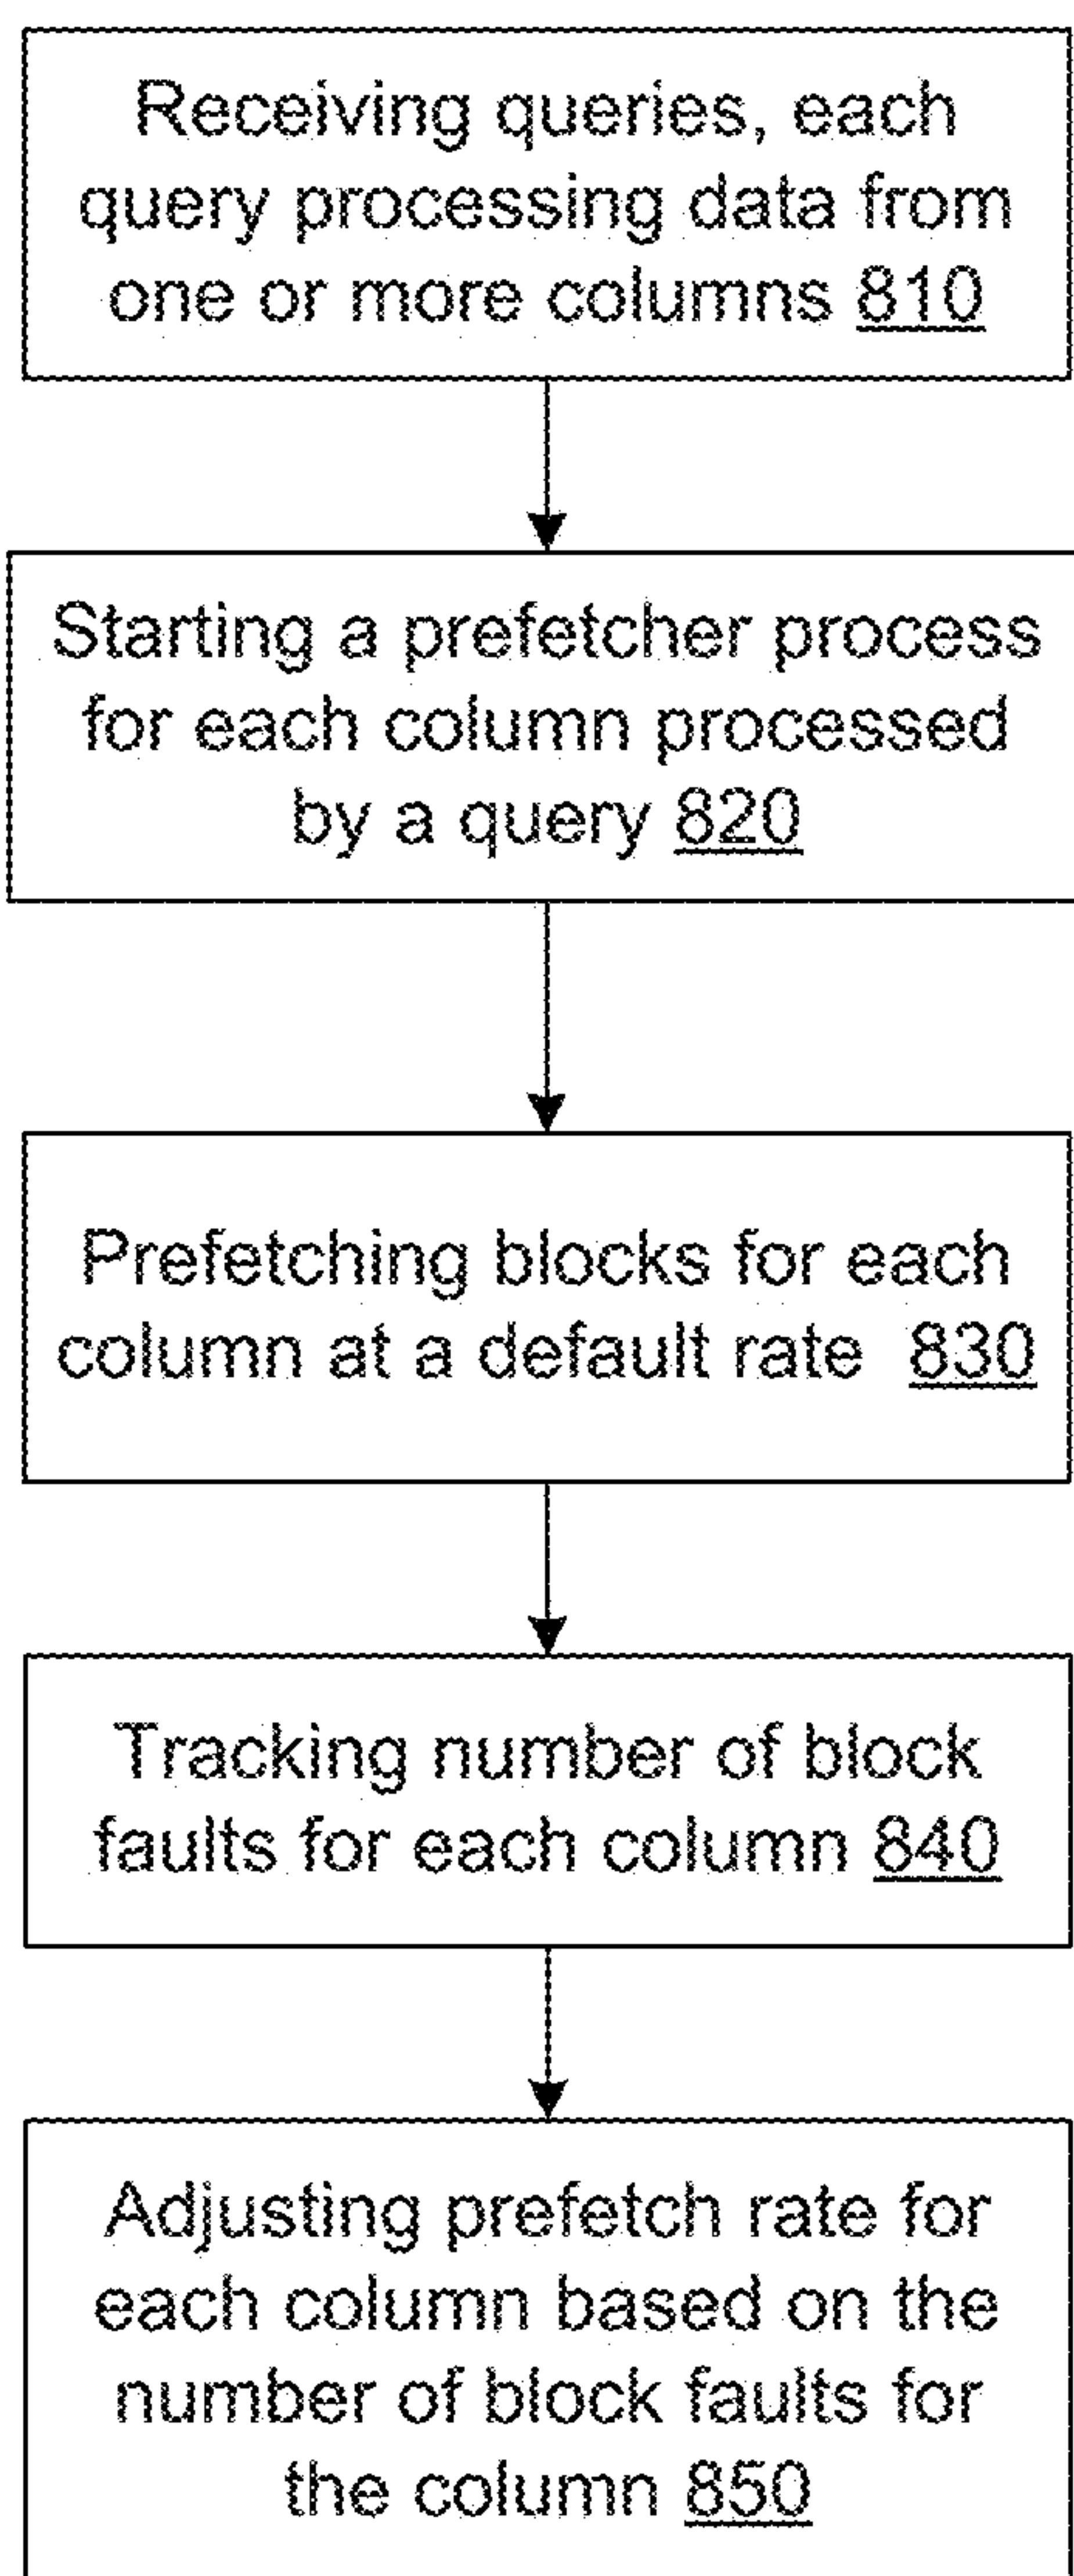 Receiving queries, each
query processing data from
one or more columns 810
Starting a prefetcher process
for each column processed
by a query 820
Prefetching blocks for each
column at a default rate 830
Tracking number of block
faults for each column 840
Adjusting prefetch rate for
each column based on the
number of block faults for
the column 850